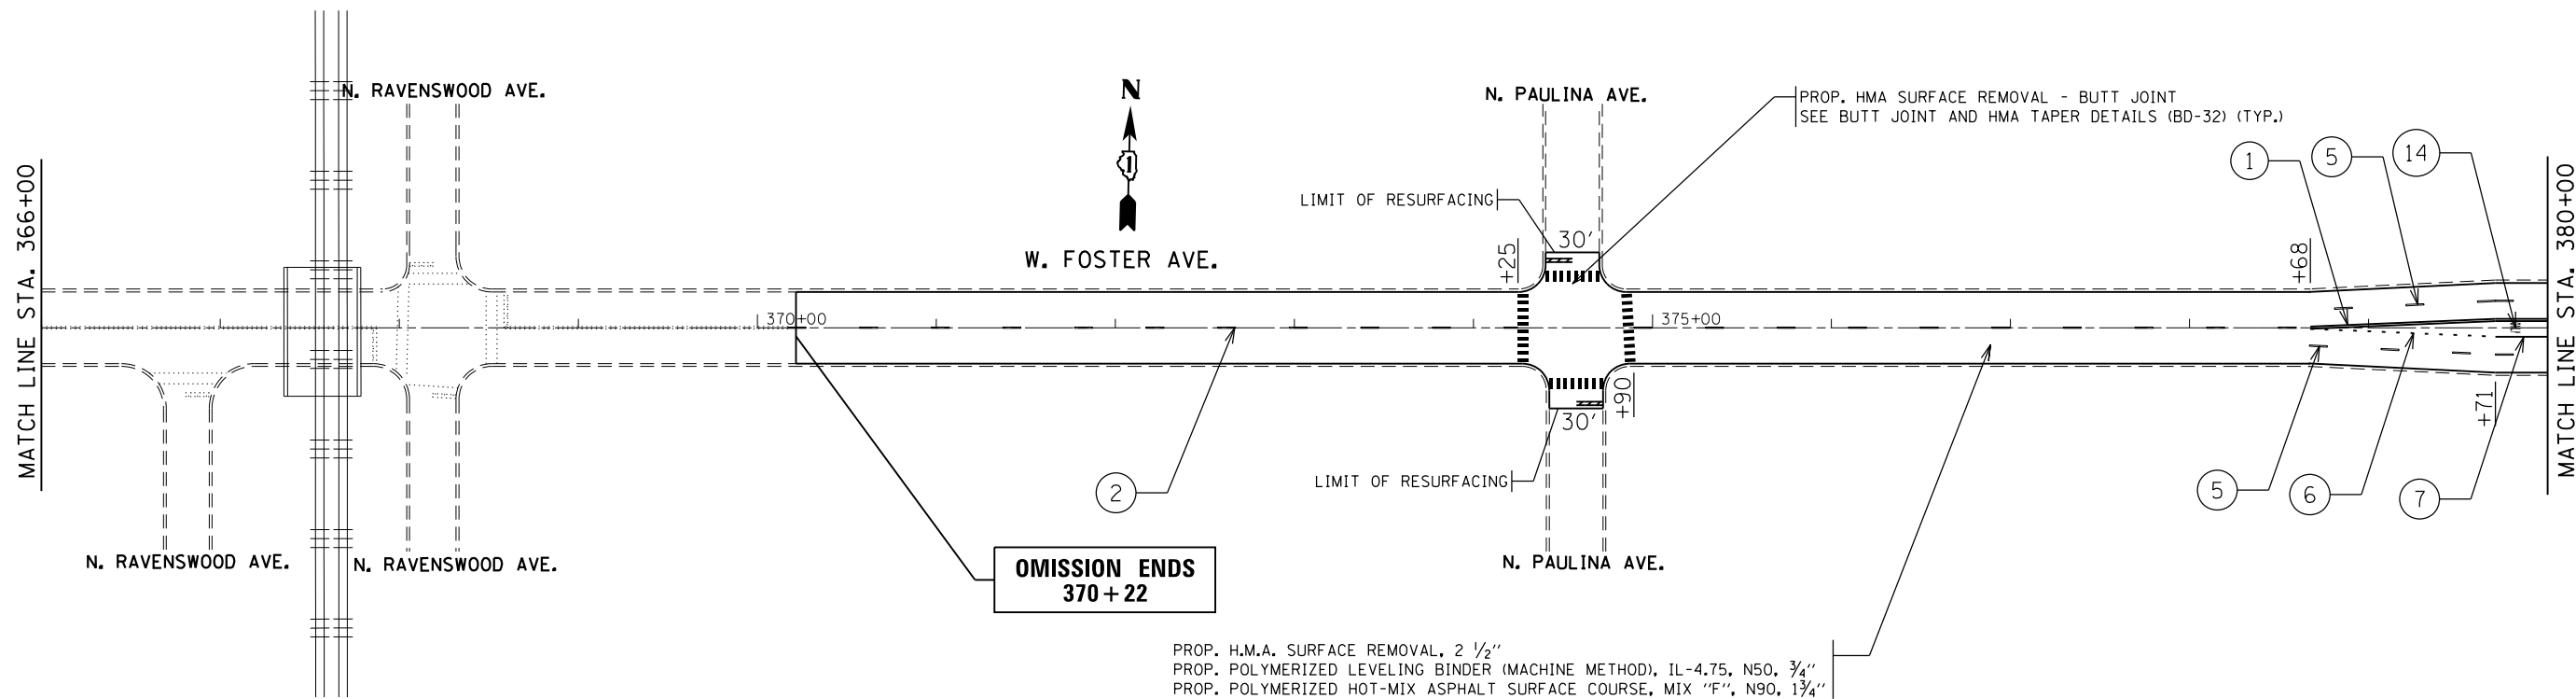 N. RAVENSWOOD AVE.
N
N. PAULINA AVE.
PROP. HMA SURFACE REMOVAL - BUTT JOINT
SEE BUTT JOINT AND HMA TAPER DETAILS (BD-32) (TYP.)
1
5
14
MATCH LINE STA. 366+00
LIMIT OF RESURFACING
30'
W. FOSTER AVE.
+25
+68
370+00
375+00
MATCH LINE STA. 380+00
+90
+71
30'
2
LIMIT OF RESURFACING
5
6
7
N. RAVENSWOOD AVE.
N. RAVENSWOOD AVE.
OMISSION ENDS
370+22
N. PAULINA AVE.
PROP. H.M.A. SURFACE REMOVAL, 2 1/2"
PROP. POLYMERIZED LEVELING BINDER (MACHINE METHOD), IL-4.75, N50, 3/4"
PROP. POLYMERIZED HOT-MIX ASPHALT SURFACE COURSE, MIX "F", N90, 1 3/4"